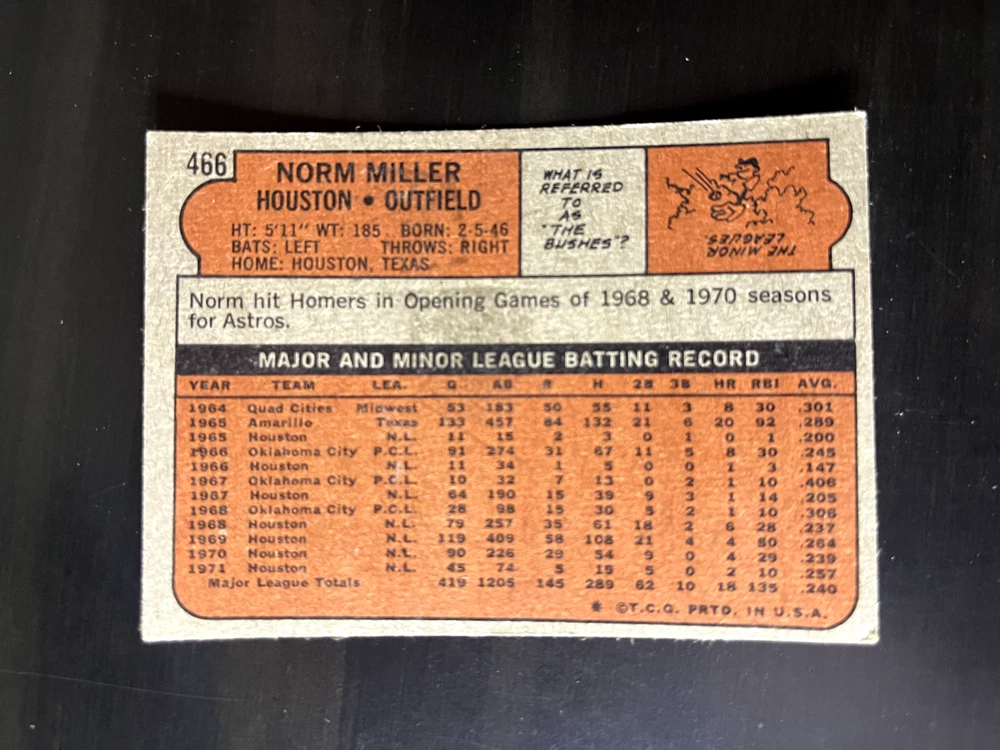 466
NORM MILLER
HOUSTON • OUTFIELD
HT: 5'11" WT: 185 BORN: 2-5-46
BATS: LEFT THROWS: RIGHT
HOME: HOUSTON, TEXAS
WHAT IS
REFERRED
TO
AS
"THE
BUSHES"?
THE MINOR
LEAGUES
Norm hit Homers in Opening Games of 1968 & 1970 seasons
for Astros.
MAJOR AND MINOR LEAGUE BATTING RECORD
YEAR TEAM LEA. G AB R H 2B 3B HR RBI AVG.
1964 Quad Cities Midwest 53 183 50 55 11 3 8 30 .301
1965 Amarillo Texas 133 457 84 132 21 6 20 92 .289
1965 Houston N.L. 11 15 2 3 0 1 0 1 .200
1966 Oklahoma City P.C.L. 91 274 31 67 11 5 8 30 .245
1966 Houston N.L. 11 34 1 5 0 0 1 3 .147
1967 Oklahoma City P.C.L. 10 32 7 13 0 2 1 10 .406
1967 Houston N.L. 64 190 15 39 9 3 1 14 .205
1968 Oklahoma City P.C.L. 28 98 15 30 5 2 1 10 .306
1968 Houston N.L. 79 257 35 61 18 2 6 28 .237
1969 Houston N.L. 119 409 58 108 21 4 4 50 .264
1970 Houston N.L. 90 226 29 54 9 0 4 29 .239
1971 Houston N.L. 45 74 5 19 5 0 2 10 .257
Major League Totals 419 1205 145 289 62 10 18 135 .240
* ©T.C.G. PRTD. IN U.S.A.